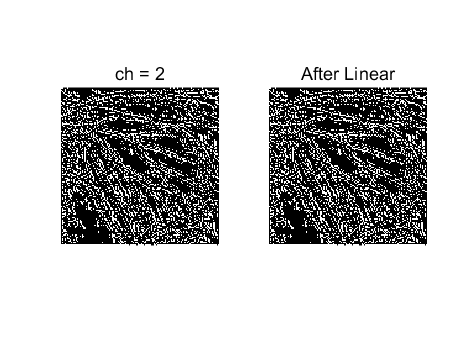 ch = 2
After Linear